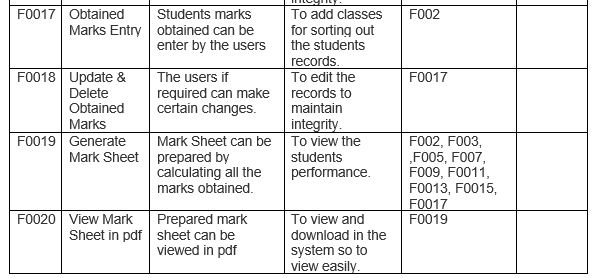 integrity.
F0017 Obtained Students marks To add classes F002
Marks Entry obtained can be for sorting out
enter by the users the students
records.
F0018 Update & The users if To edit the F0017
Delete required can make records to
Obtained certain changes. maintain
Marks integrity.
F0019 Generate Mark Sheet can be To view the F002, F003,
Mark Sheet prepared by students ,F005, F007,
calculating all the performance. F009, F0011,
marks obtained. F0013, F0015,
F0017
F0020 View Mark Prepared mark To view and F0019
Sheet in pdf sheet can be download in the
viewed in pdf system so to
view easily.